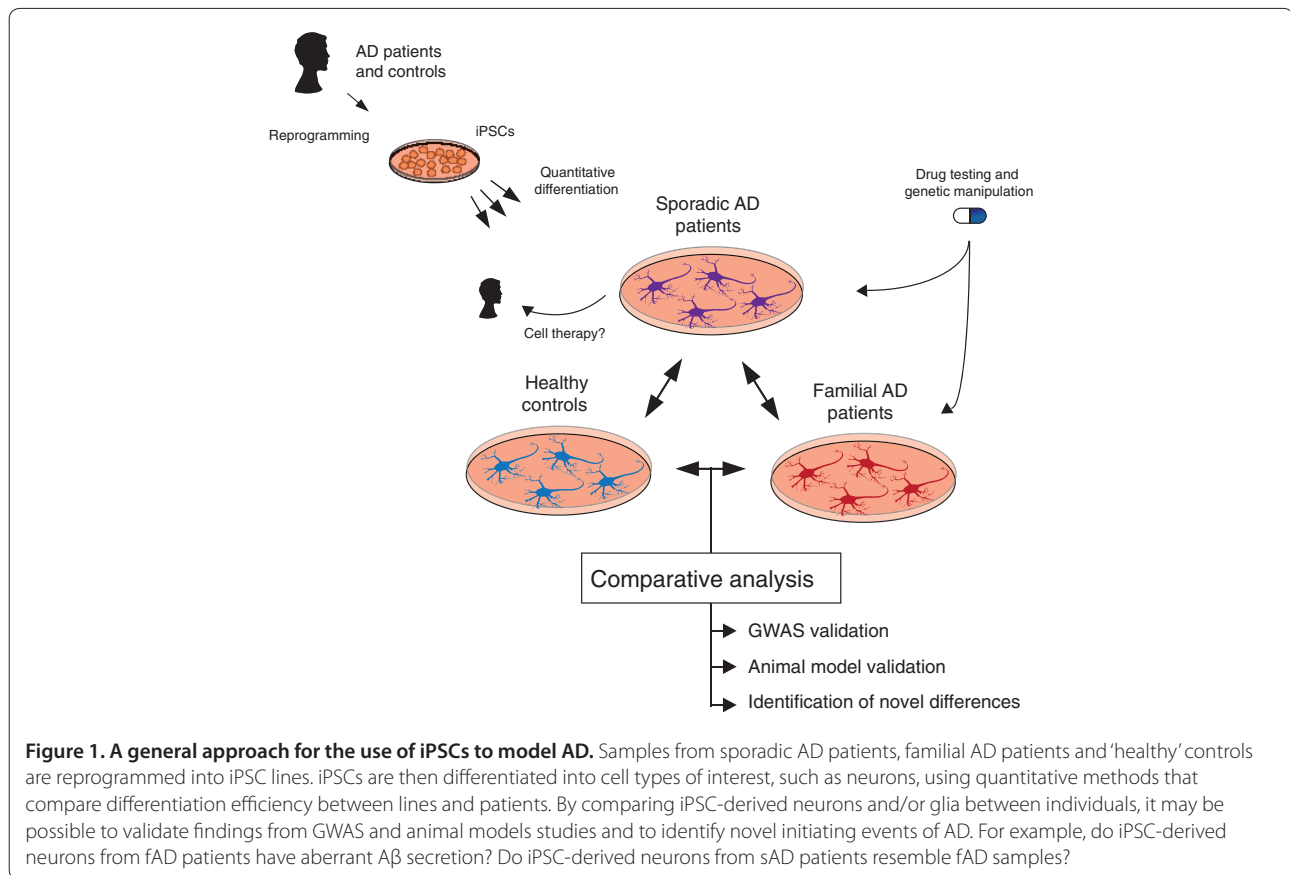 AD patients
and controls
Reprogramming
iPSCs
Quantitative
differentiation
Drug testing and
genetic manipulation
Sporadic AD
patients
Cell therapy?
Healthy
controls
Familial AD
patients
Comparative analysis
GWAS validation
Animal model validation
Identification of novel differences
Figure 1. A general approach for the use of iPSCs to model AD. Samples from sporadic AD patients, familial AD patients and ‘healthy’ controls
are reprogrammed into iPSC lines. iPSCs are then differentiated into cell types of interest, such as neurons, using quantitative methods that
compare differentiation efficiency between lines and patients. By comparing iPSC-derived neurons and/or glia between individuals, it may be
possible to validate findings from GWAS and animal models studies and to identify novel initiating events of AD. For example, do iPSC-derived
neurons from fAD patients have aberrant Aβ secretion? Do iPSC-derived neurons from sAD patients resemble fAD samples?